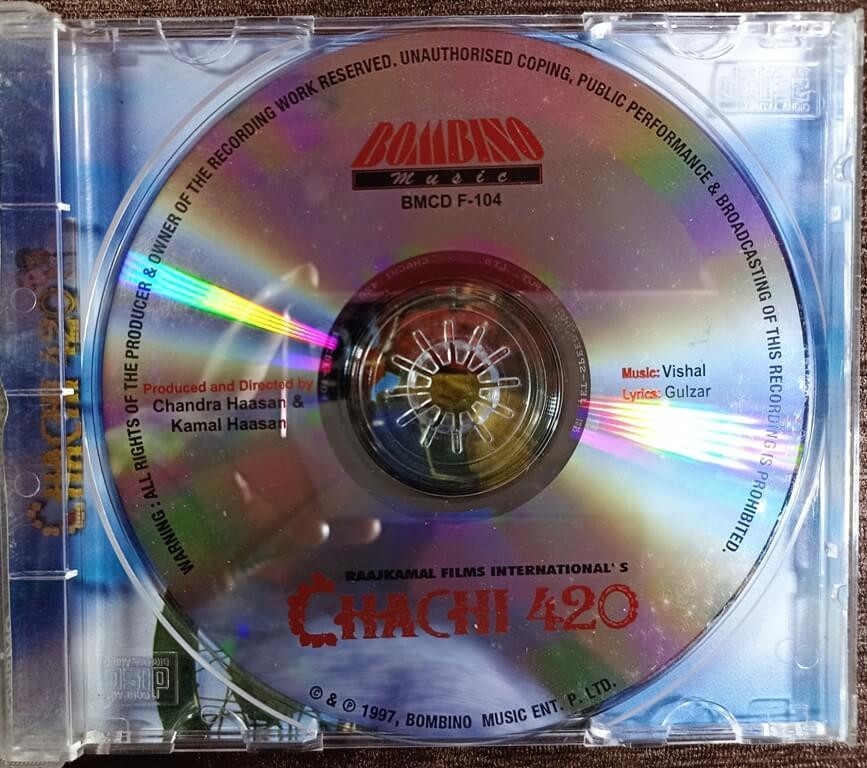 WARNING: ALL RIGHTS OF THE PRODUCER & OWNER OF THE RECORDING WORK RESERVED. UNAUTHORISED COPING, PUBLIC PERFORMANCE & BROADCASTING OF THIS RECORDING IS PROHIBITED.
BOMBINO
Music
BMCD F-104
Produced and Directed by
Chandra Haasan &
Kamal Haasan
Music: Vishal
Lyrics: Gulzar
RAAJKAMAL FILMS INTERNATIONAL' S
CHACHI 420
© & ℗ 1997, BOMBINO MUSIC ENT. P. LTD.
CHACHI 420